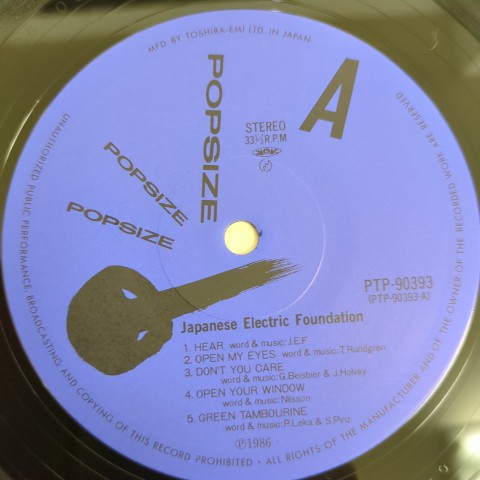 MFD. BY TOSHIBA-EMI LTD. IN JAPAN
UNAUTHORIZED PUBLIC PERFORMANCE, BROADCASTING AND COPYING OF THIS RECORD PROHIBITED • ALL RIGHTS OF THE MANUFACTURER AND OF THE OWNER OF THE RECORDED WORK ARE RESERVED
POPSIZE
POPSIZE
POPSIZE
A
STEREO
33⅓R.P.M
PTP-90393
(PTP-90393-A)
Japanese Electric Foundation
1. HEAR word & music: J.E.F
2. OPEN MY EYES word & music: T.Rundgren
3. DON'T YOU CARE
word & music: G.Beisbier & J.Holvay
4. OPEN YOUR WINDOW
word & music: Nilsson
5. GREEN TAMBOURINE
word & music: P.Leka & S.Pinz
Ⓟ1986